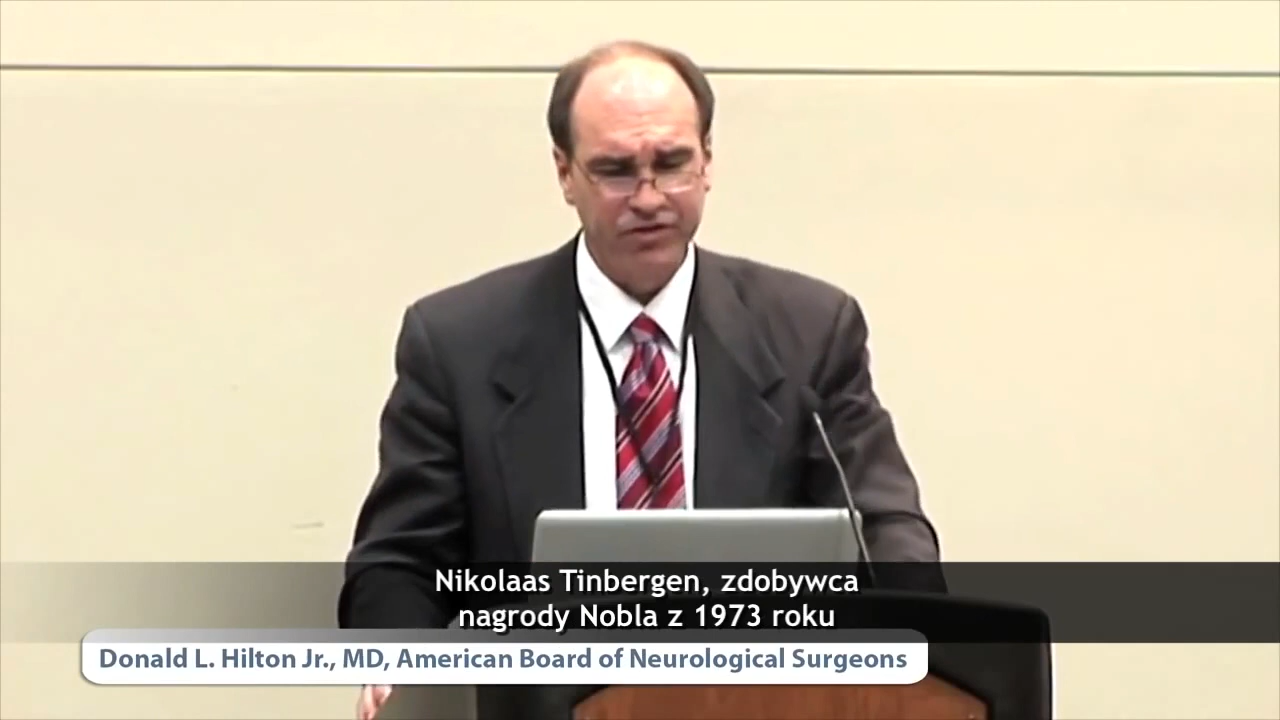 Nikolaas Tinbergen, zdobywca
nagrody Nobla z 1973 roku
Donald L. Hilton Jr., MD, American Board of Neurological Surgeons